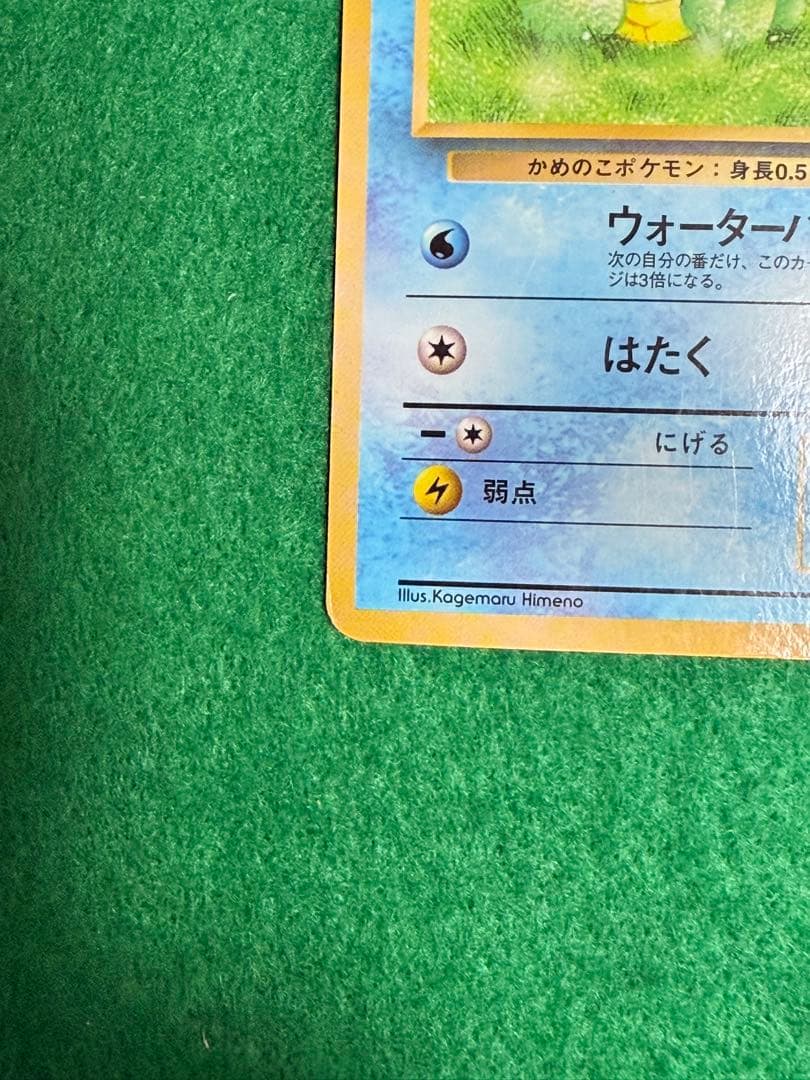 かめのこポケモン：身長0.5
ウォーターハ
次の自分の番だけ、このカー
ジは3倍になる。
はたく
にげる
弱点
Illus.Kagemaru Himeno